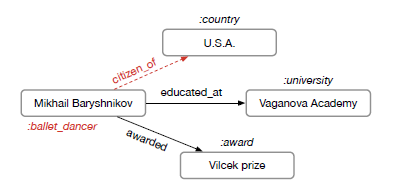 :country
U.S.A.
citizen_of
:university
educated_at
Mikhail Baryshnikov
Vaganova Academy
:ballet_dancer
awarded
:award
Vilcek prize